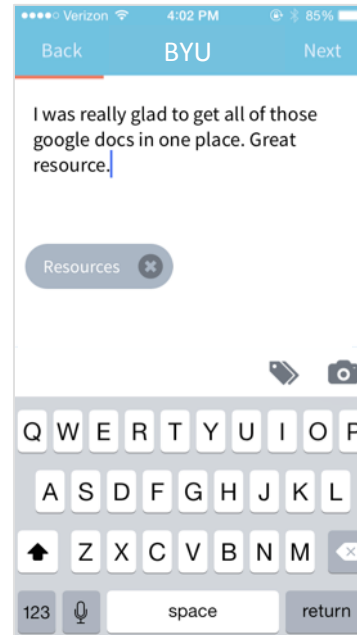 Verizon 4:02 PM 85%
Back BYU Next
I was really glad to get all of those
google docs in one place. Great
resource.
Resources
Q W E R T Y U I O P
A S D F G H J K L
Z X C V B N M
123 space return